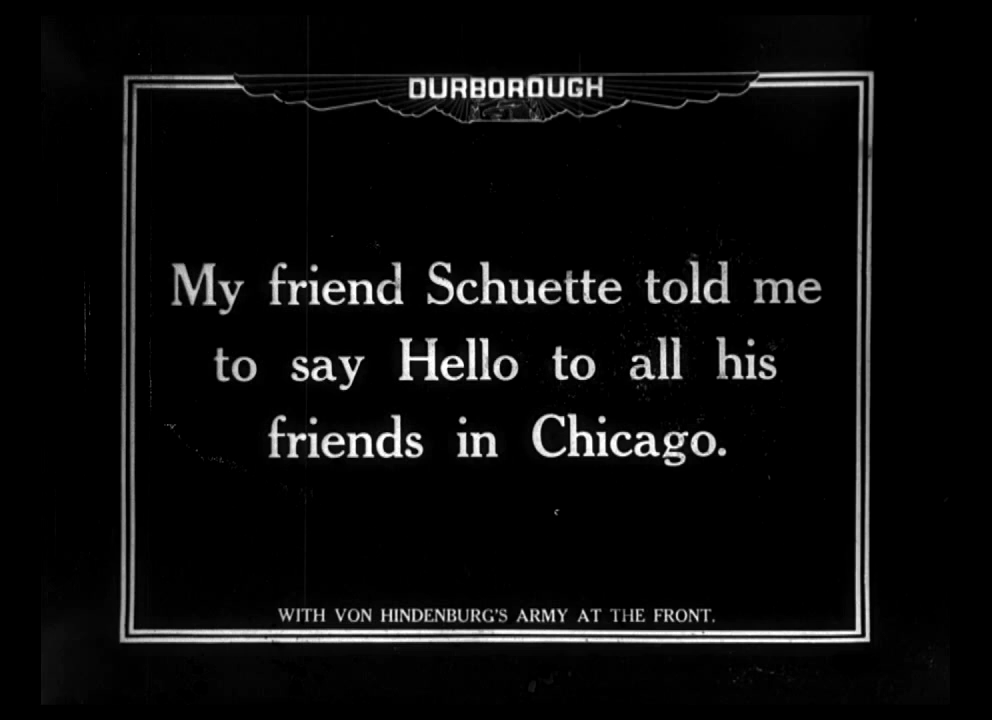 DURBOROUGH
My friend Schuette told me
to say Hello to all his
friends in Chicago.
WITH VON HINDENBURG'S ARMY AT THE FRONT.